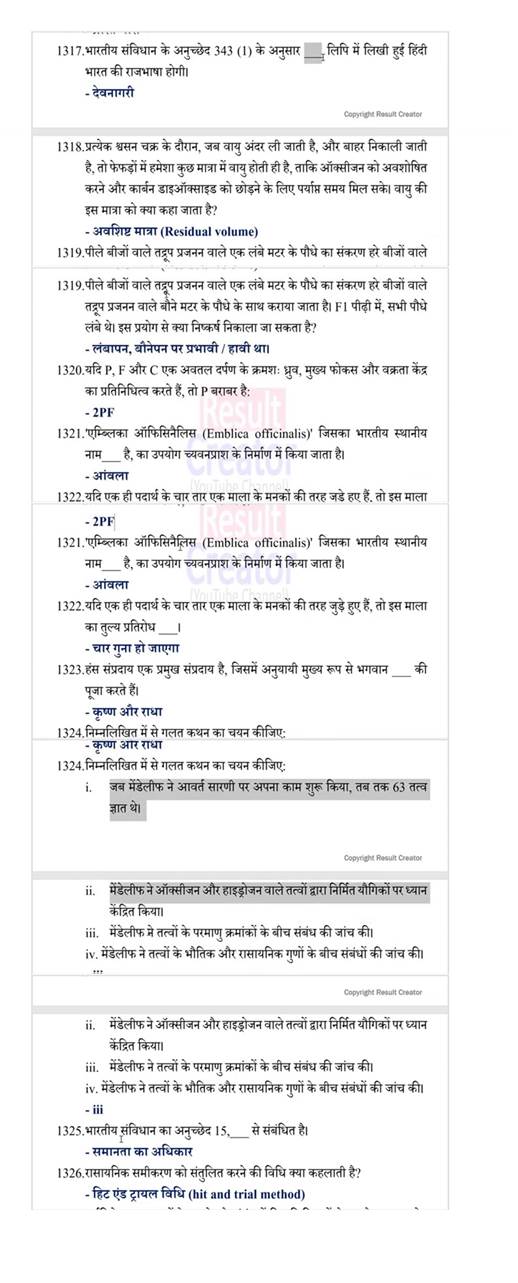 1317.भारतीय संविधान के अनुच्छेद 343 (1) के अनुसार ___ लिपि में लिखी हुई हिंदी
भारत की राजभाषा होगी।
- देवनागरी
Copyright Result Creator
1318.प्रत्येक श्वसन चक्र के दौरान, जब वायु अंदर ली जाती है, और बाहर निकाली जाती
है, तो फेफड़ों में हमेशा कुछ मात्रा में वायु होती ही है, ताकि ऑक्सीजन को अवशोषित
करने और कार्बन डाइऑक्साइड को छोड़ने के लिए पर्याप्त समय मिल सके। वायु की
इस मात्रा को क्या कहा जाता है?
- अवशिष्ट मात्रा (Residual volume)
1319.पीले बीजों वाले तद्रूप प्रजनन वाले एक लंबे मटर के पौधे का संकरण हरे बीजों वाले
1319.पीले बीजों वाले तद्रूप प्रजनन वाले एक लंबे मटर के पौधे का संकरण हरे बीजों वाले
तद्रूप प्रजनन वाले बौने मटर के पौधे के साथ कराया जाता है। F1 पीढ़ी में, सभी पौधे
लंबे थे। इस प्रयोग से क्या निष्कर्ष निकाला जा सकता है?
- लंबापन, बौनेपन पर प्रभावी / हावी था।
1320.यदि P, F और C एक अवतल दर्पण के क्रमशः ध्रुव, मुख्य फोकस और वक्रता केंद्र
का प्रतिनिधित्व करते हैं, तो P बराबर है:
- 2PF
Result
Creator
1321.'एम्ब्लिका ऑफिसिनैलिस (Emblica officinalis)' जिसका भारतीय स्थानीय
नाम___ है, का उपयोग च्यवनप्राश के निर्माण में किया जाता है।
- आंवला
(YouTube Channel)
1322.यदि एक ही पदार्थ के चार तार एक माला के मनकों की तरह जुड़े हुए हैं, तो इस माला
- 2PF
Result
Creator
1321.'एम्ब्लिका ऑफिसिनैलिस (Emblica officinalis)' जिसका भारतीय स्थानीय
नाम___ है, का उपयोग च्यवनप्राश के निर्माण में किया जाता है।
- आंवला
(YouTube Channel)
1322.यदि एक ही पदार्थ के चार तार एक माला के मनकों की तरह जुड़े हुए हैं, तो इस माला
का तुल्य प्रतिरोध ___।
- चार गुना हो जाएगा
1323.हंस संप्रदाय एक प्रमुख संप्रदाय है, जिसमें अनुयायी मुख्य रूप से भगवान ___ की
पूजा करते हैं।
- कृष्ण और राधा
1324.निम्नलिखित में से गलत कथन का चयन कीजिए:
- कृष्ण और राधा
1324.निम्नलिखित में से गलत कथन का चयन कीजिए:
i. जब मेंडेलीफ ने आवर्त सारणी पर अपना काम शुरू किया, तब तक 63 तत्व
ज्ञात थे।
Copyright Result Creator
ii. मेंडेलीफ ने ऑक्सीजन और हाइड्रोजन वाले तत्वों द्वारा निर्मित यौगिकों पर ध्यान
केंद्रित किया।
iii. मेंडेलीफ ने तत्वों के परमाणु क्रमांकों के बीच संबंध की जांच की।
iv. मेंडेलीफ ने तत्वों के भौतिक और रासायनिक गुणों के बीच संबंधों की जांच की।
Copyright Result Creator
ii. मेंडेलीफ ने ऑक्सीजन और हाइड्रोजन वाले तत्वों द्वारा निर्मित यौगिकों पर ध्यान
केंद्रित किया।
iii. मेंडेलीफ ने तत्वों के परमाणु क्रमांकों के बीच संबंध की जांच की।
iv. मेंडेलीफ ने तत्वों के भौतिक और रासायनिक गुणों के बीच संबंधों की जांच की।
- iii
1325.भारतीय संविधान का अनुच्छेद 15,___ से संबंधित है।
- समानता का अधिकार
1326.रासायनिक समीकरण को संतुलित करने की विधि क्या कहलाती है?
- हिट एंड ट्रायल विधि (hit and trial method)